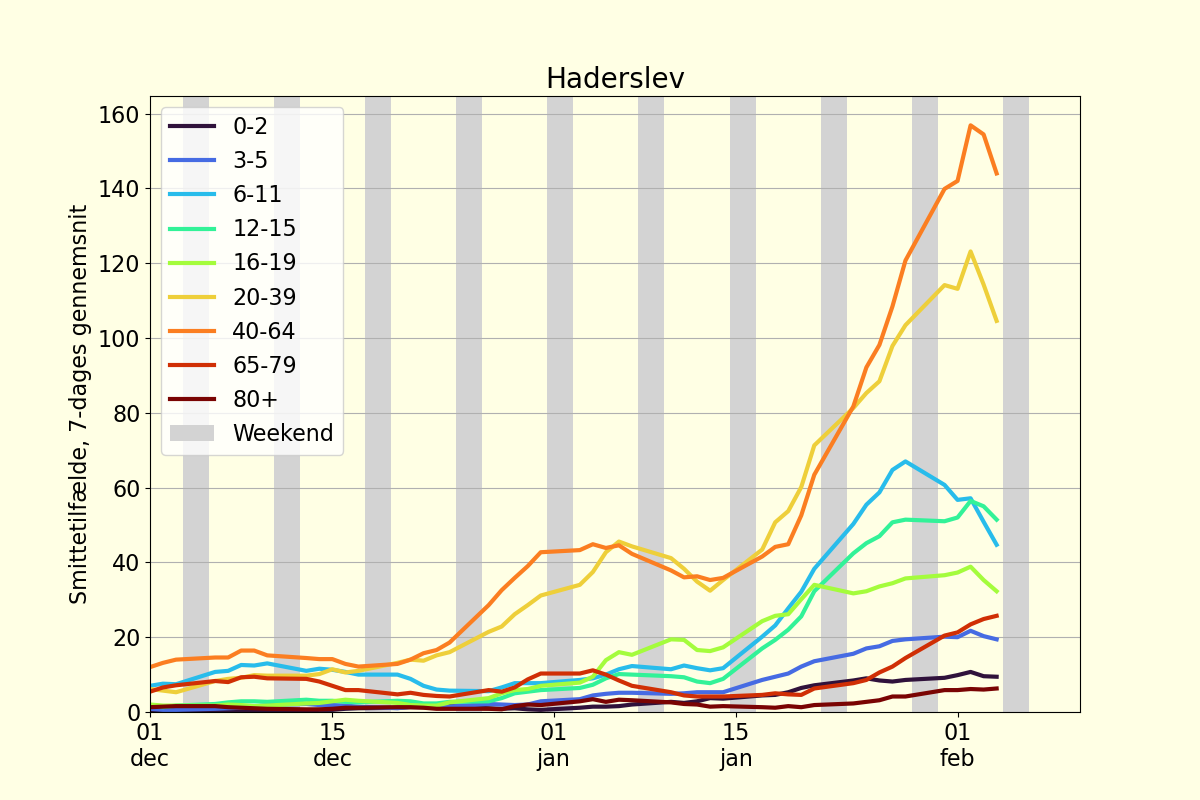 Haderslev
Smittetilfælde, 7-dages gennemsnit
160
140
120
100
80
60
40
20
0
0-2
3-5
6-11
12-15
16-19
20-39
40-64
65-79
80+
Weekend
01
dec
15
dec
01
jan
15
jan
01
feb